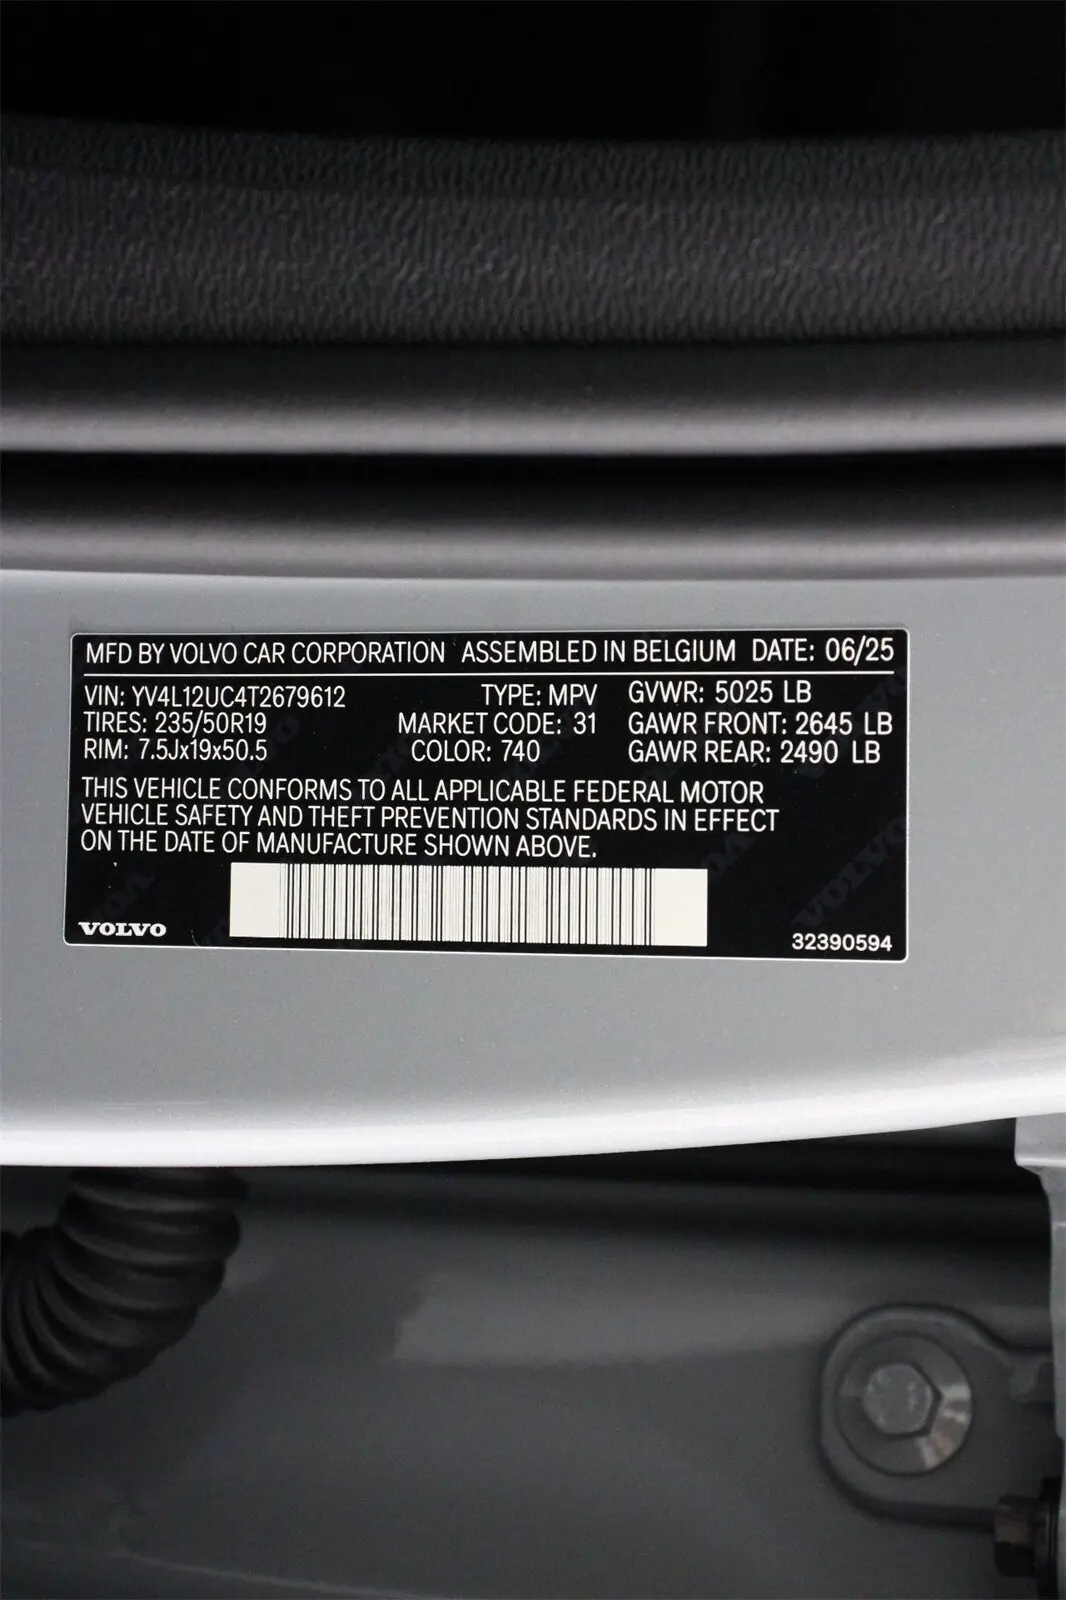 MFD BY VOLVO CAR CORPORATION ASSEMBLED IN BELGIUM DATE: 06/25
VIN: YV4L12UC4T2679612 TYPE: MPV GVWR: 5025 LB
TIRES: 235/50R19 MARKET CODE: 31 GAWR FRONT: 2645 LB
RIM: 7.5Jx19x50.5 COLOR: 740 GAWR REAR: 2490 LB
THIS VEHICLE CONFORMS TO ALL APPLICABLE FEDERAL MOTOR
VEHICLE SAFETY AND THEFT PREVENTION STANDARDS IN EFFECT
ON THE DATE OF MANUFACTURE SHOWN ABOVE.
VOLVO
32390594